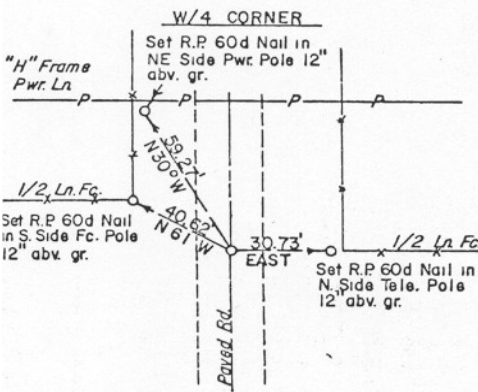 W/4 CORNER
Set R.P. 60d Nail in
NE Side Pwr. Pole 12"
abv. gr.
"H" Frame
Pwr. Ln
P P P P
59.27'
N30°W
1/2 Ln. Fc.
Set R.P. 60d Nail
in S. Side Fc. Pole
12" abv. gr.
40.62'
N 61°W
30.73'
EAST
1/2 Ln Fc
Set R.P. 60d Nail in
N. Side Tele. Pole
12" abv. gr.
Paved Rd.